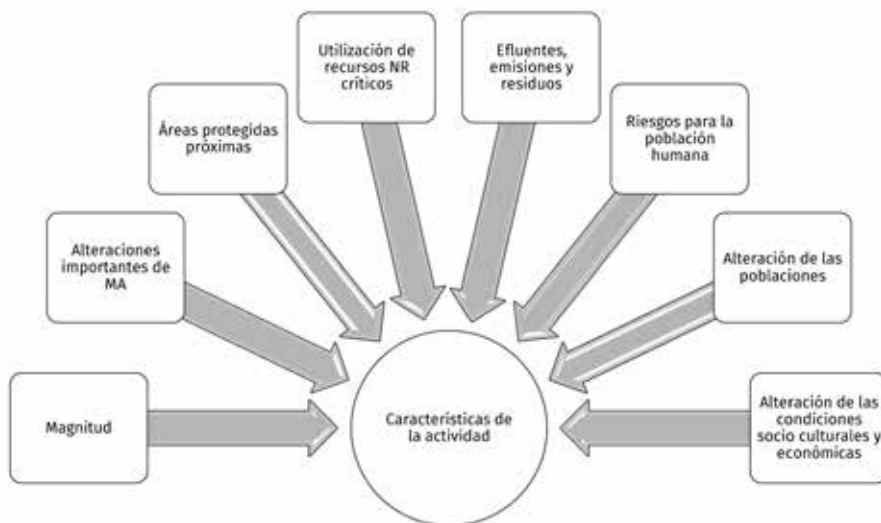 Utilización de
recursos NR
críticos
Efluentes,
emisiones y
residuos
Áreas protegidas
próximas
Riesgos para la
población
humana
Alteraciones
importantes de
MA
Alteración de las
poblaciones
Magnitud
Características de
la actividad
Alteración de las
condiciones
socio culturales y
económicas